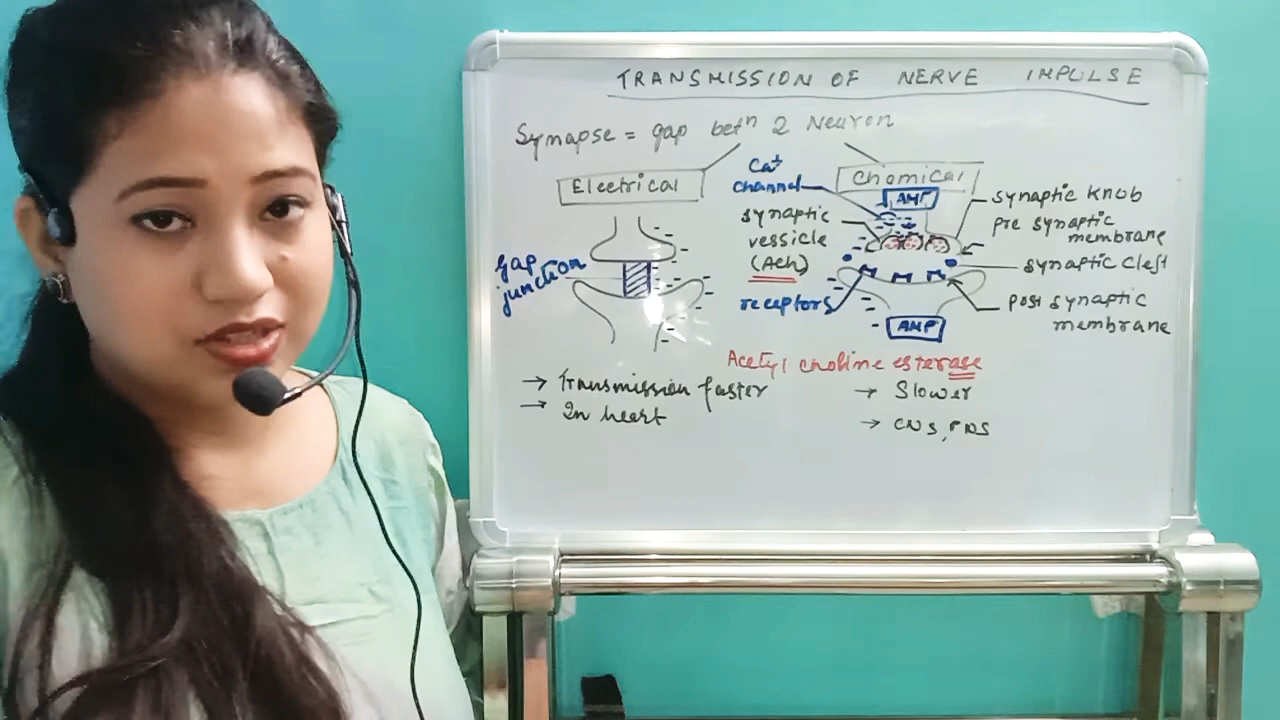 TRANSMISSION OF NERVE IMPULSE
Synapse = gap betⁿ 2 Neuron
Electrical
gap
junction
→ Transmission faster
→ In heart
Chemical
Ca⁺
channel
AMP
synaptic
vessicle
(Ach)
receptors
synaptic knob
pre synaptic
membrane
synaptic cleft
post synaptic
membrane
AMP
Acetyl choline esterase
→ Slower
→ CNS, PNS